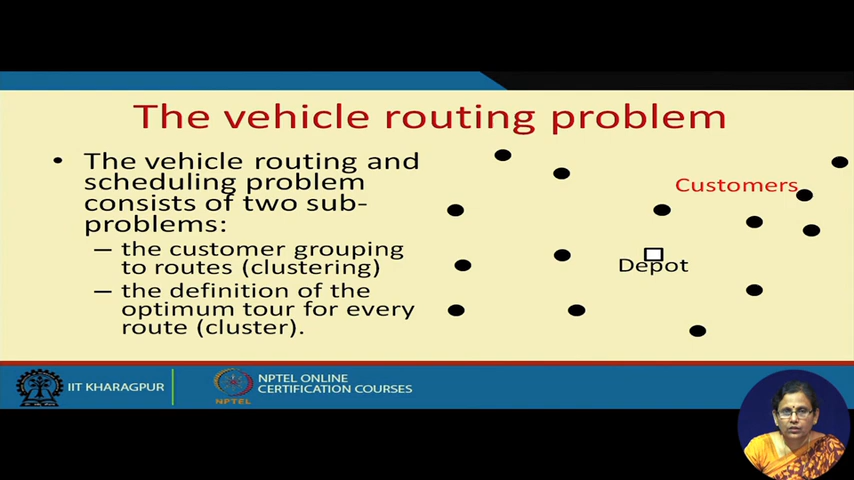 The vehicle routing problem
• The vehicle routing and
scheduling problem
consists of two sub-
problems:
– the customer grouping
to routes (clustering)
– the definition of the
optimum tour for every
route (cluster).
Customers
Depot
IIT KHARAGPUR
NPTEL
NPTEL ONLINE
CERTIFICATION COURSES